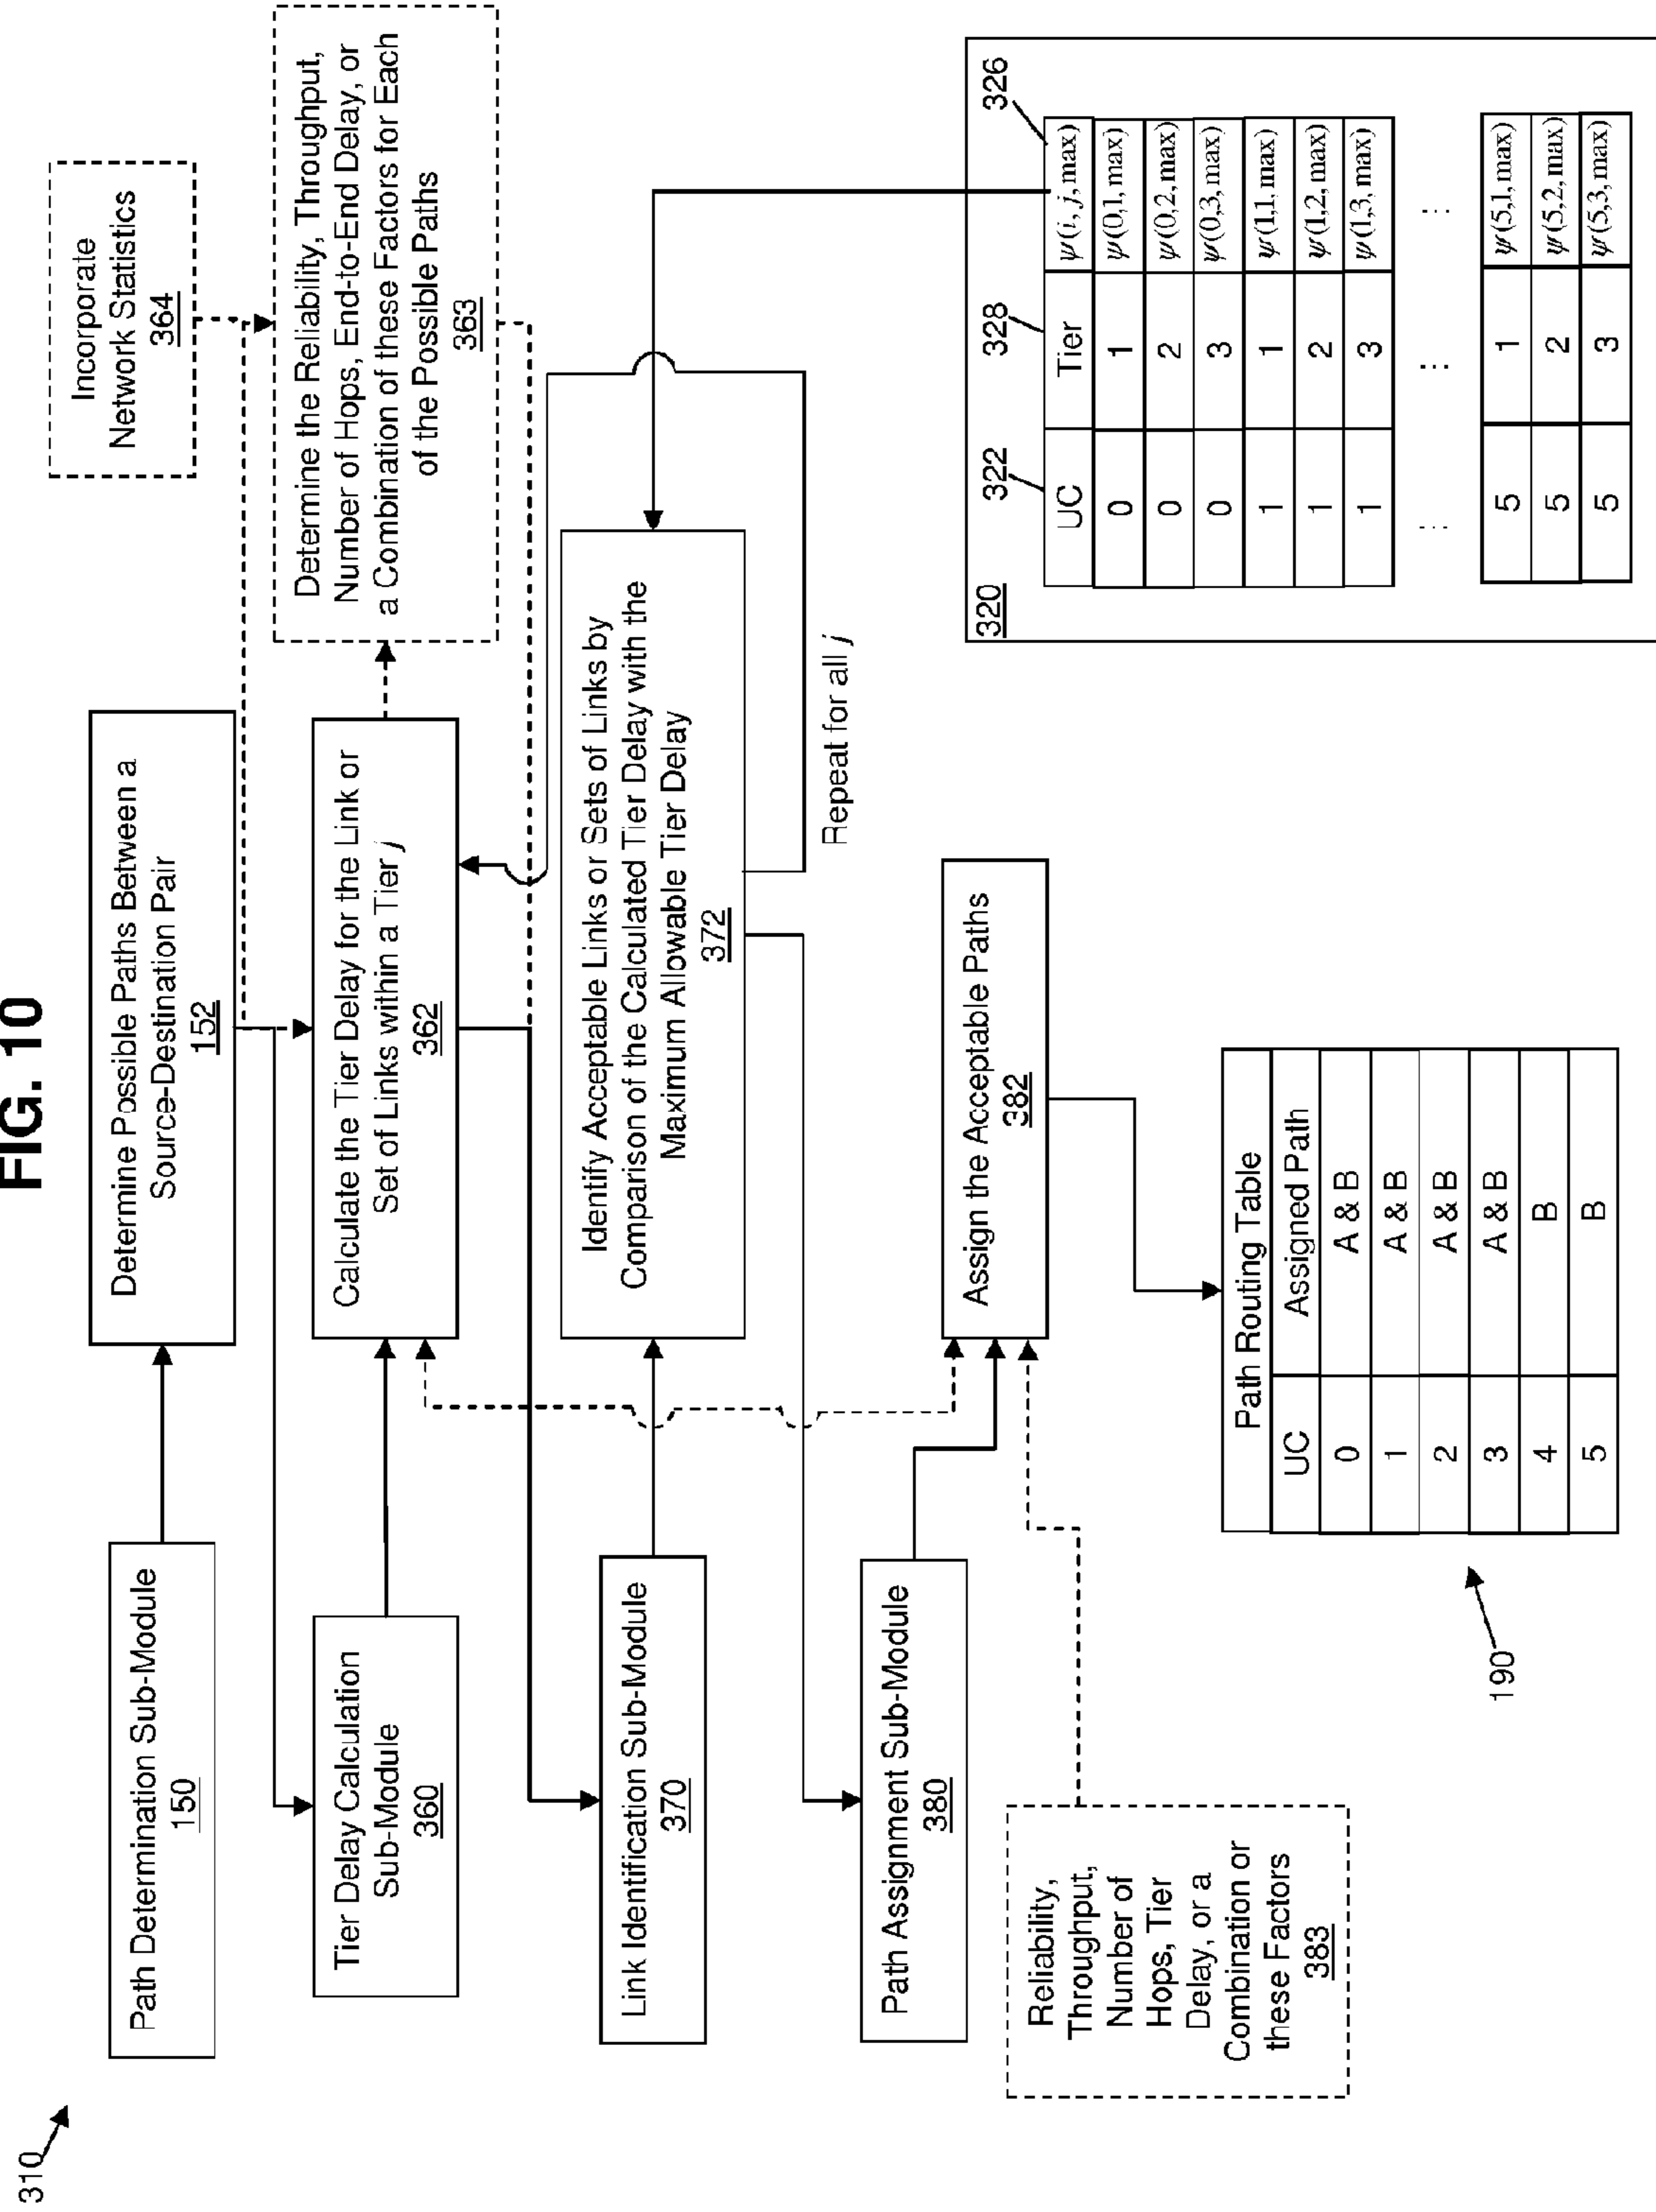 FIG. 10
310
Path Determination Sub-Module
150
Determine Possible Paths Between a
Source-Destination Pair
152
Incorporate
Network Statistics
364
Tier Delay Calculation
Sub-Module
360
Calculate the Tier Delay for the Link or
Set of Links within a Tier j
362
Determine the Reliability, Throughput,
Number of Hops, End-to-End Delay, or
a Combination of these Factors for Each
of the Possible Paths
363
Link Identification Sub-Module
370
Identify Acceptable Links or Sets of Links by
Comparison of the Calculated Tier Delay with the
Maximum Allowable Tier Delay
372
Repeat for all j
Path Assignment Sub-Module
380
Assign the Acceptable Paths
382
Reliability,
Throughput,
Number of
Hops, Tier
Delay, or a
Combination or
these Factors
383
190
Path Routing Table
UC Assigned Path
0 A & B
1 A & B
2 A & B
3 A & B
4 B
5 B
320
322 328 326
UC Tier ψ(i, j, max)
0 1 ψ(0,1, max)
0 2 ψ(0,2, max)
0 3 ψ(0,3, max)
1 1 ψ(1,1, max)
1 2 ψ(1,2, max)
1 3 ψ(1,3, max)
⋮ ⋮ ⋮
5 1 ψ(5,1, max)
5 2 ψ(5,2, max)
5 3 ψ(5,3, max)